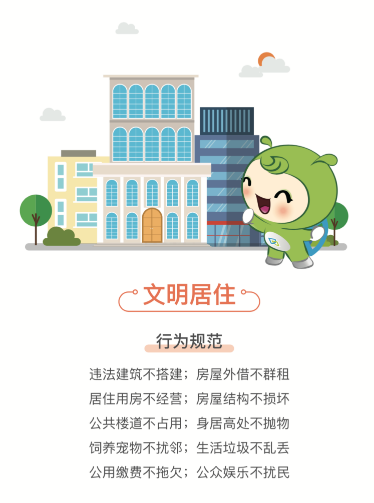 文明居住
行为规范
违法建筑不搭建；房屋外借不群租
居住用房不经营；房屋结构不损坏
公共楼道不占用；身居高处不抛物
饲养宠物不扰邻；生活垃圾不乱丢
公用缴费不拖欠；公众娱乐不扰民